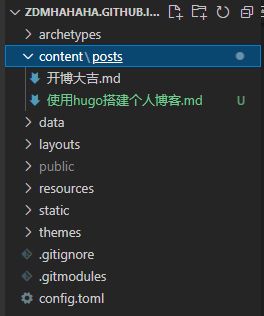 ZDMHAHAHA.GITHUB.I...
archetypes
content\posts
开博大吉.md
使用hugo搭建个人博客.md U
data
layouts
public
resources
static
themes
.gitignore
.gitmodules
config.toml